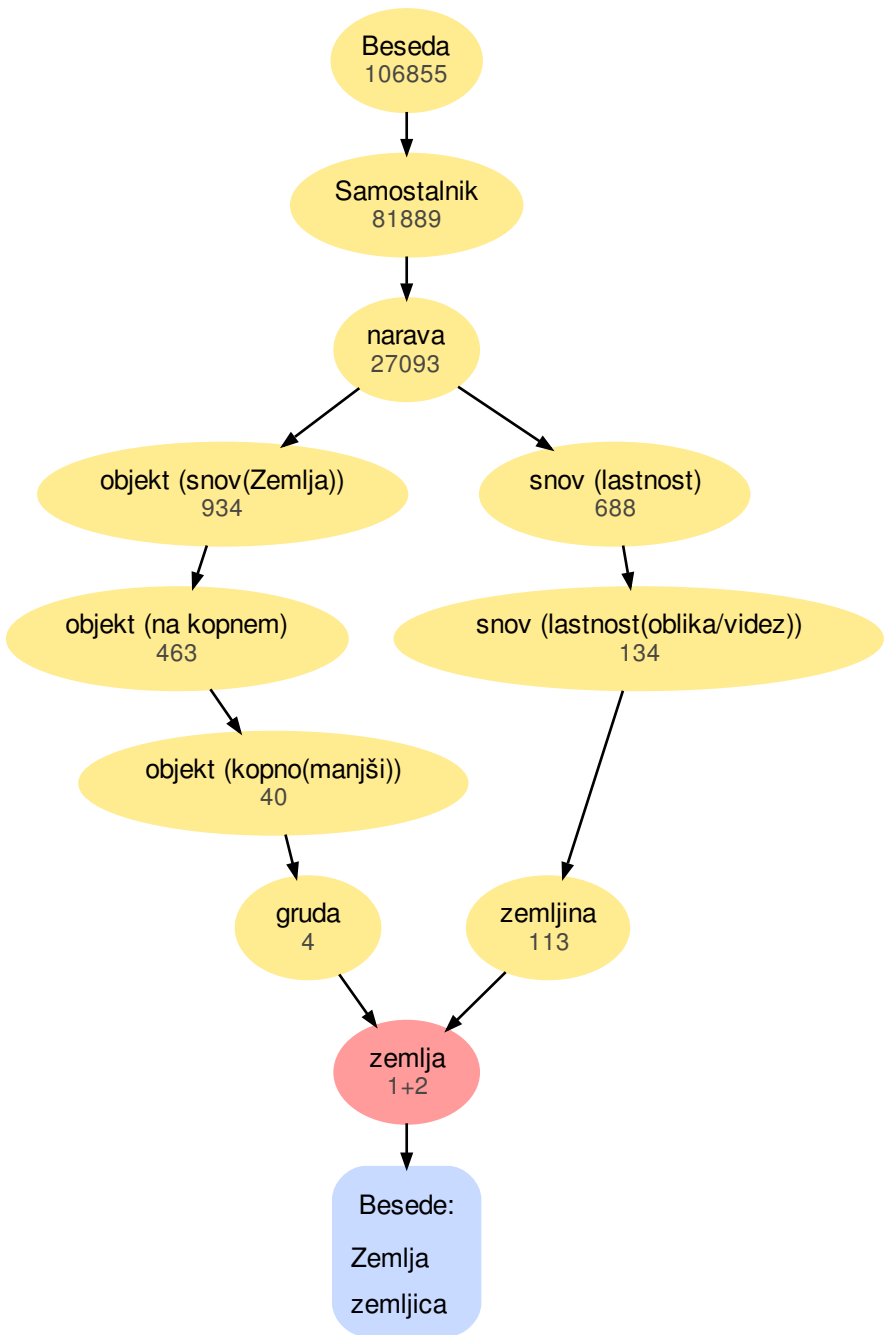 Beseda
106855
Samostalnik
81889
narava
27093
objekt (snov(Zemlja))
934
snov (lastnost)
688
objekt (na kopnem)
463
snov (lastnost(oblika/videz))
134
objekt (kopno(manjši))
40
gruda
4
zemljina
113
zemlja
1+2
Besede:
Zemlja
zemljica